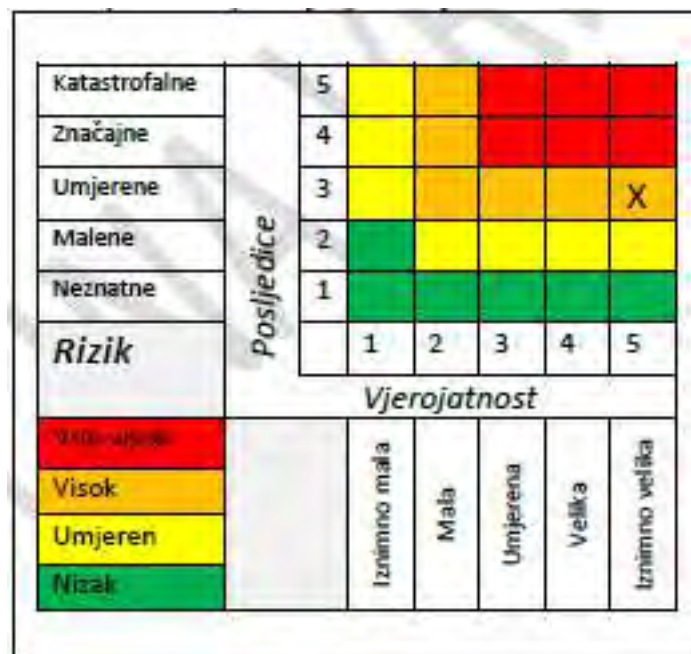 Katastrofalne 5
Značajne 4
Umjerene 3 X
Malene 2
Neznatne 1
Posljedice
Rizik 1 2 3 4 5
Vjerojatnost
Visok
Umjeren
Nizak
Iznimno mala
Mala
Umjerena
Velika
Iznimno velika